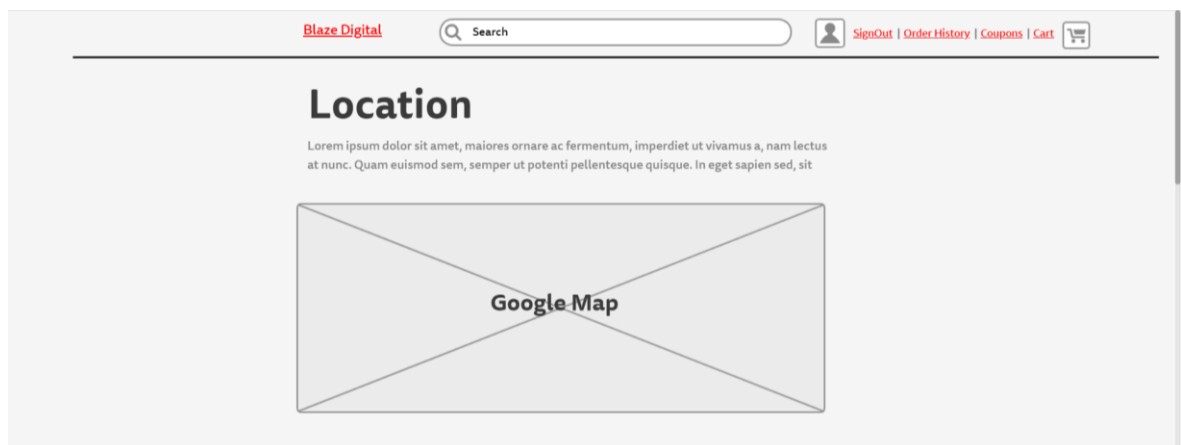 Blaze Digital
Search
SignOut | Order History | Coupons | Cart
Location
Lorem ipsum dolor sit amet, maiores ornare ac fermentum, imperdiet ut vivamus a, nam lectus
at nunc. Quam euismod sem, semper ut potenti pellentesque quisque. In eget sapien sed, sit
Google Map